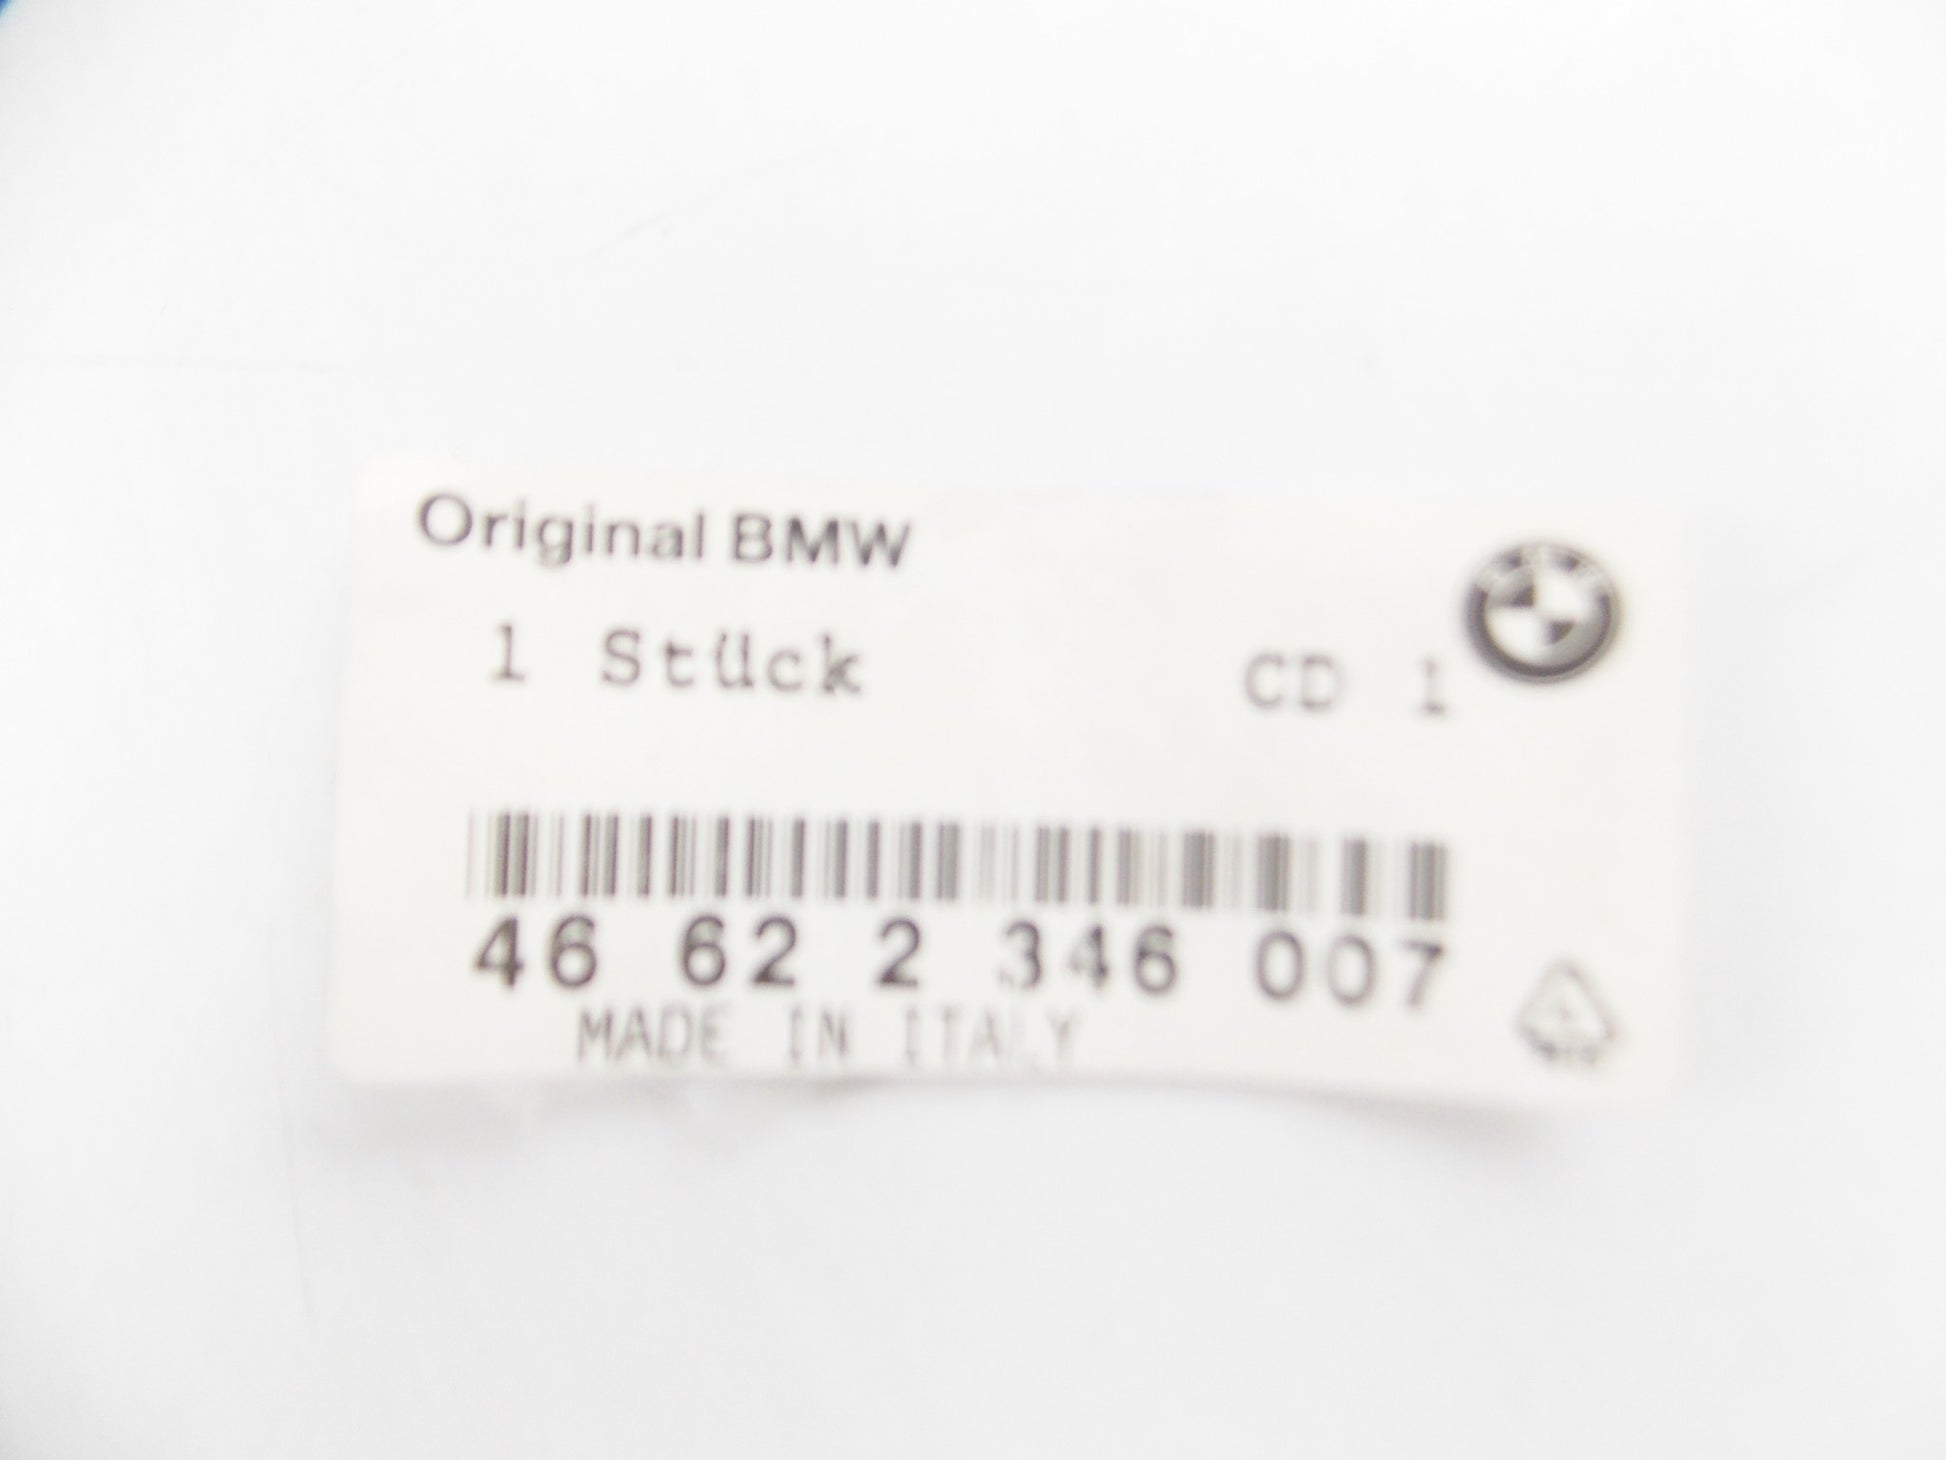 Original BMW
1 Stück CD 1
46 62 2 346 007
MADE IN ITALY